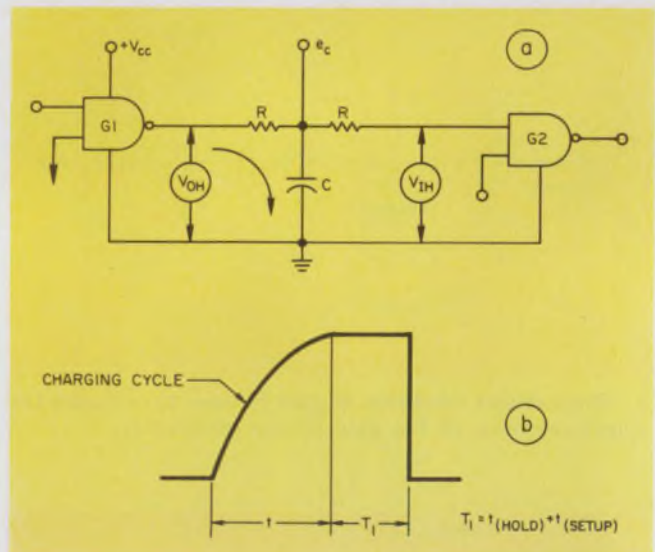 +Vcc
ec
a
G1
R
R
G2
VOH
C
VIH
CHARGING CYCLE
b
t
T1
T1 = t(HOLD) + t(SETUP)